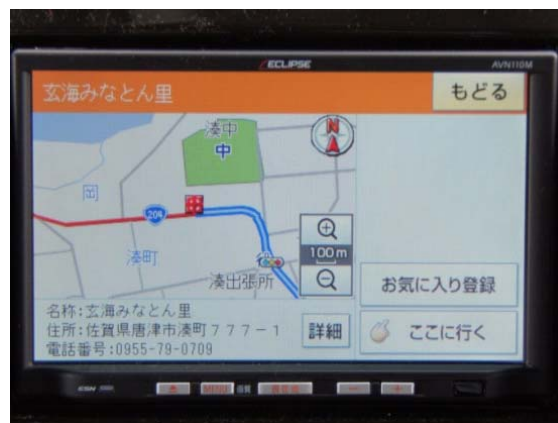 ECLIPSE
AVN110M
玄海みなとん里
もどる
湊中
中
N
岡
204
湊町
湊出張所
100m
お気に入り登録
名称:玄海みなとん里
住所:佐賀県唐津市湊町777-1
電話番号:0955-79-0709
詳細
ここに行く
ESN
MENU